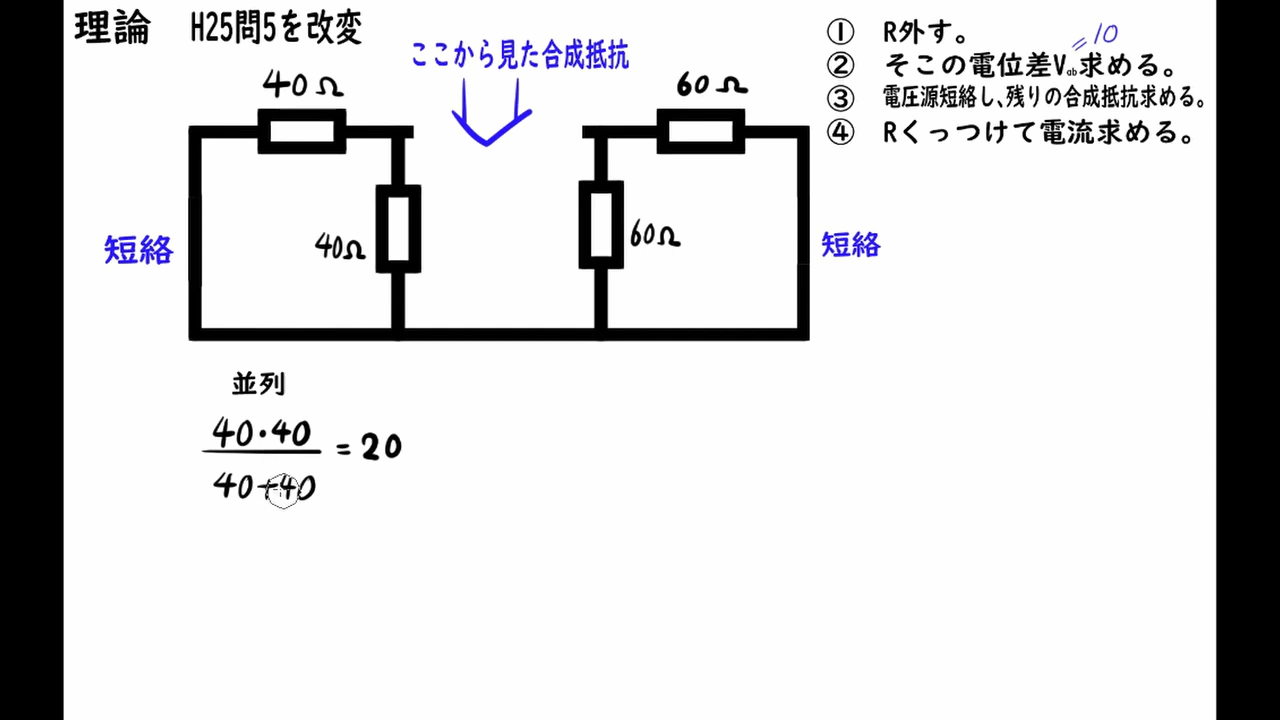 理論 H25問5を改変
ここから見た合成抵抗
40Ω
60Ω
40Ω
60Ω
短絡
短絡
① R外す。
=10
② そこの電位差Vab求める。
③ 電圧源短絡し、残りの合成抵抗求める。
④ Rくっつけて電流求める。
並列
40・40
= 20
40+40